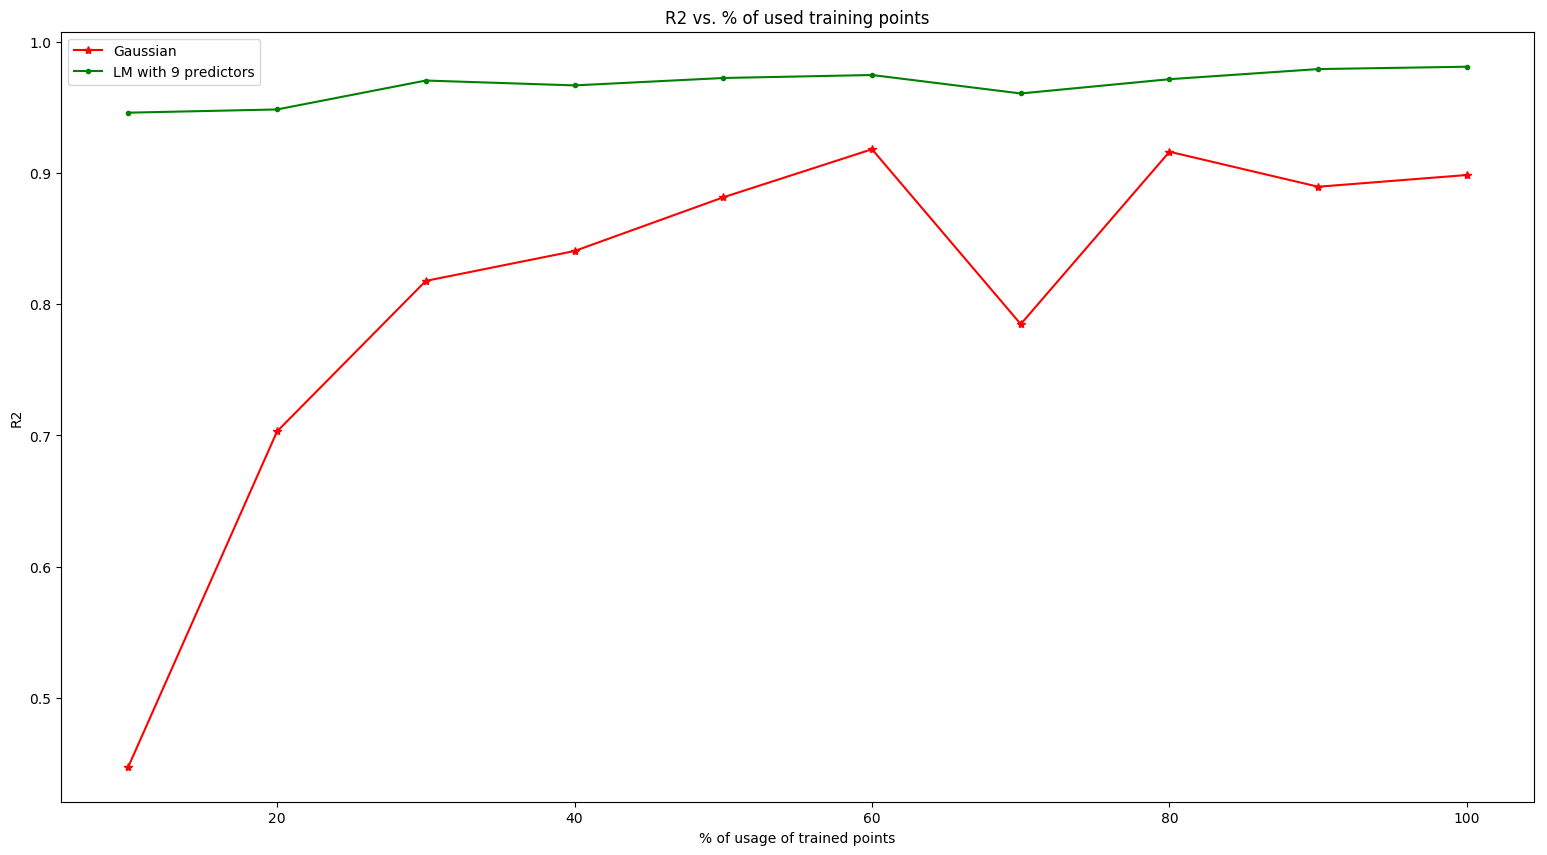 R2 vs. % of used training points
Gaussian
LM with 9 predictors
1.0
0.9
0.8
0.7
0.6
0.5
R2
20 40 60 80 100
% of usage of trained points